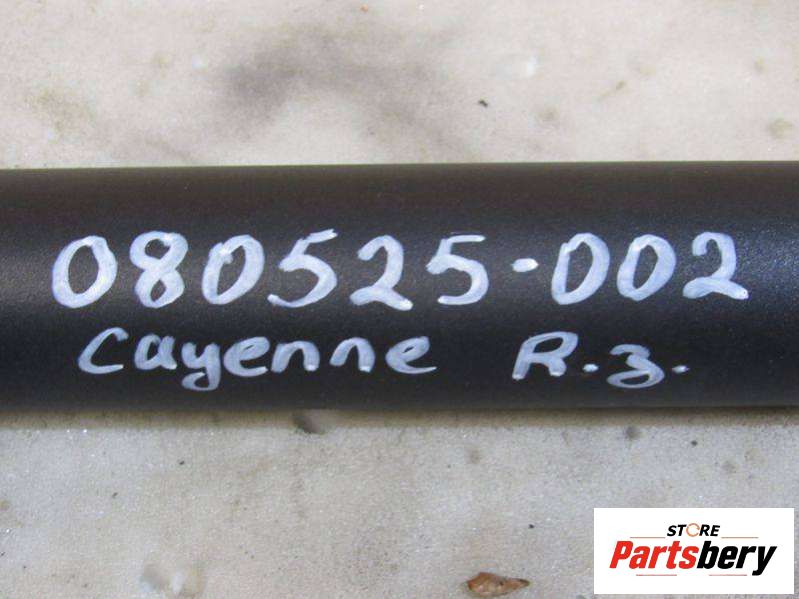 080525-002
Cayenne R.з.
STORE
Partsbery